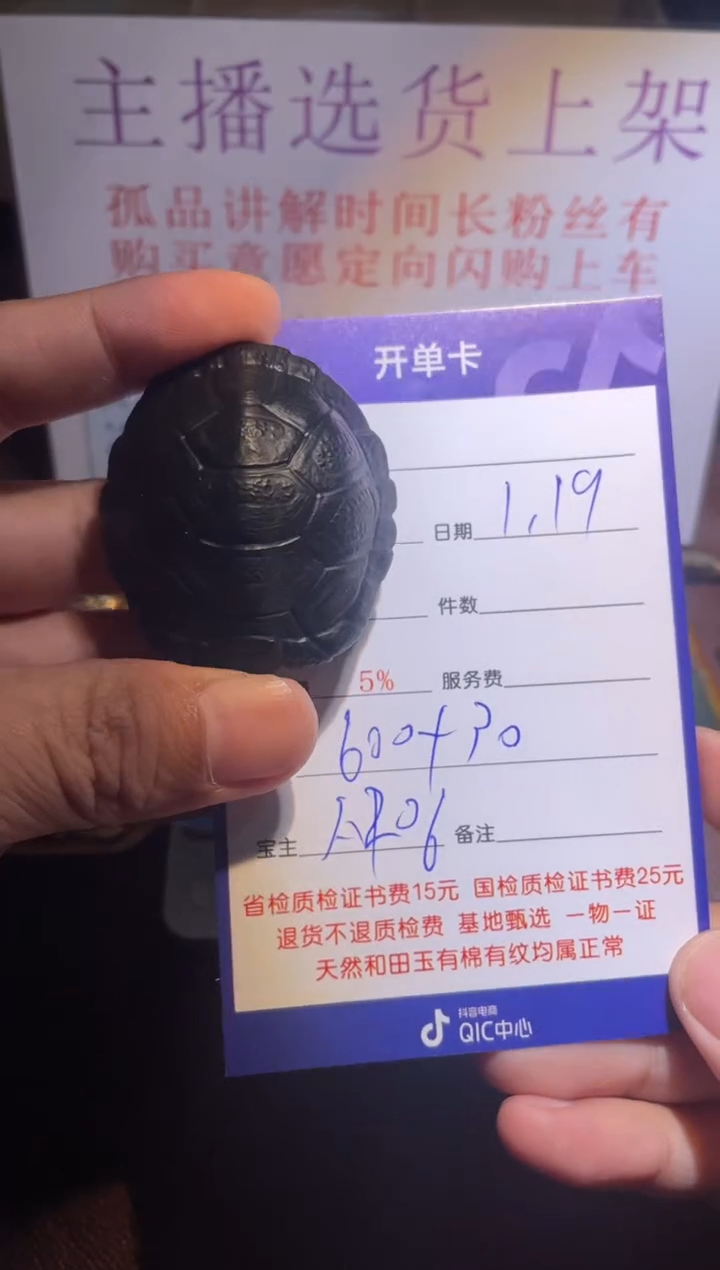 主播选货上架
孤品讲解时间长粉丝有
购买意愿定向闪购上车
开单卡
日期 1.19
件数
5% 服务费
600+30
宝主 备注
省检质检证书费15元 国检质检证书费25元
退货不退质检费 基地甄选 一物一证
天然和田玉有棉有纹均属正常
抖音电商
QIC中心